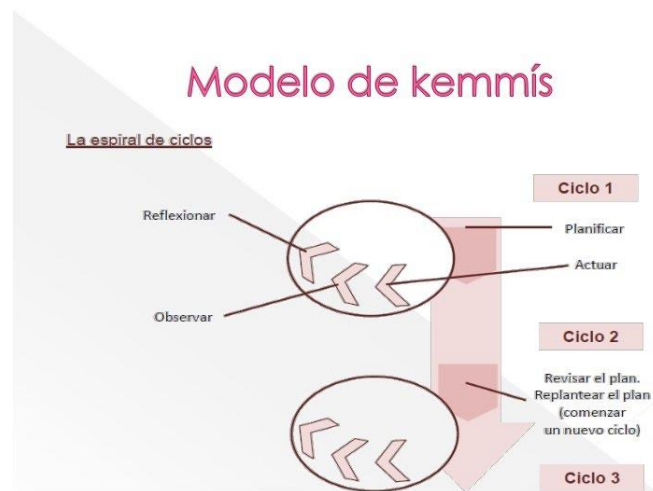 Modelo de kemmís
La espiral de ciclos
Ciclo 1
Reflexionar
Planificar
Actuar
Observar
Ciclo 2
Revisar el plan.
Replantear el plan
(comenzar
un nuevo ciclo)
Ciclo 3